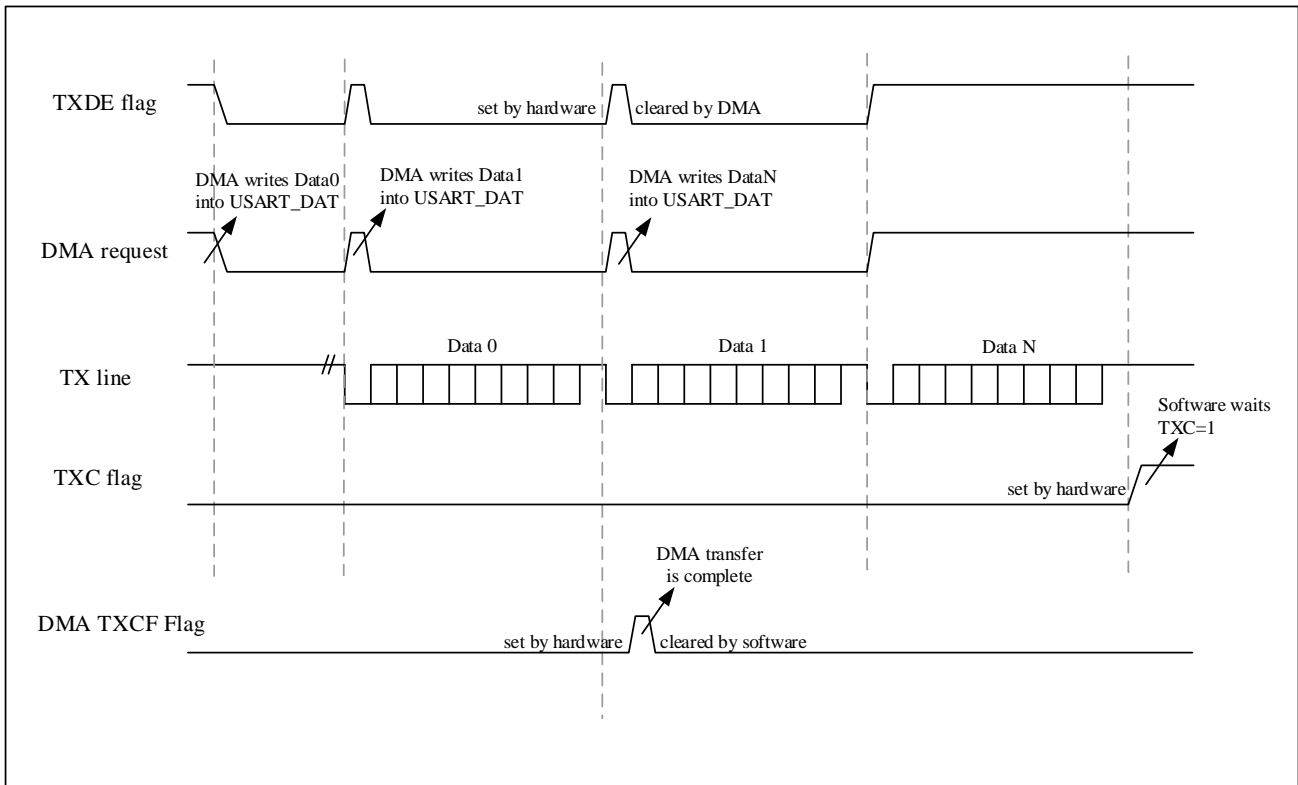 TXDE flag
set by hardware
cleared by DMA
DMA writes Data0
into USART_DAT
DMA writes Data1
into USART_DAT
DMA writes DataN
into USART_DAT
DMA request
Data 0
Data 1
Data N
TX line
Software waits
TXC=1
TXC flag
set by hardware
DMA transfer
is complete
DMA TXCF Flag
set by hardware
cleared by software